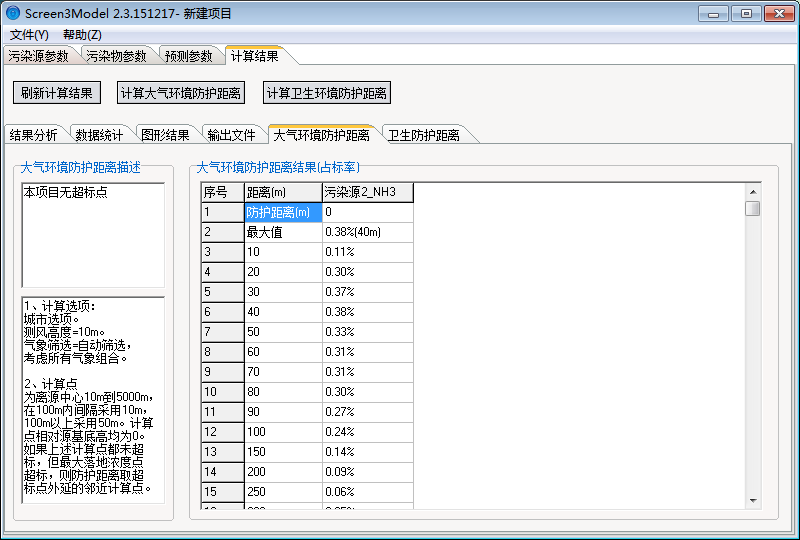 Screen3Model 2.3.151217- 新建项目
文件(Y) 帮助(Z)
污染源参数 污染物参数 预测参数 计算结果
刷新计算结果 计算大气环境防护距离 计算卫生环境防护距离
结果分析 数据统计 图形结果 输出文件 大气环境防护距离 卫生防护距离
大气环境防护距离描述
本项目无超标点
1、计算选项:
城市选项。
测风高度=10m。
气象筛选=自动筛选，
考虑所有气象组合。
2、计算点
为离源中心10m到5000m，
在100m内间隔采用10m，
100m以上采用50m。计算
点相对源基底高均为0。
如果上述计算点都未超
标，但最大落地浓度点
超标，则防护距离取超
标点外延的邻近计算点。
大气环境防护距离结果(占标率)
序号 距离(m) 污染源2_NH3
1 防护距离(m) 0
2 最大值 0.38%(40m)
3 10 0.11%
4 20 0.30%
5 30 0.37%
6 40 0.38%
7 50 0.33%
8 60 0.31%
9 70 0.31%
10 80 0.30%
11 90 0.27%
12 100 0.24%
13 150 0.14%
14 200 0.09%
15 250 0.06%